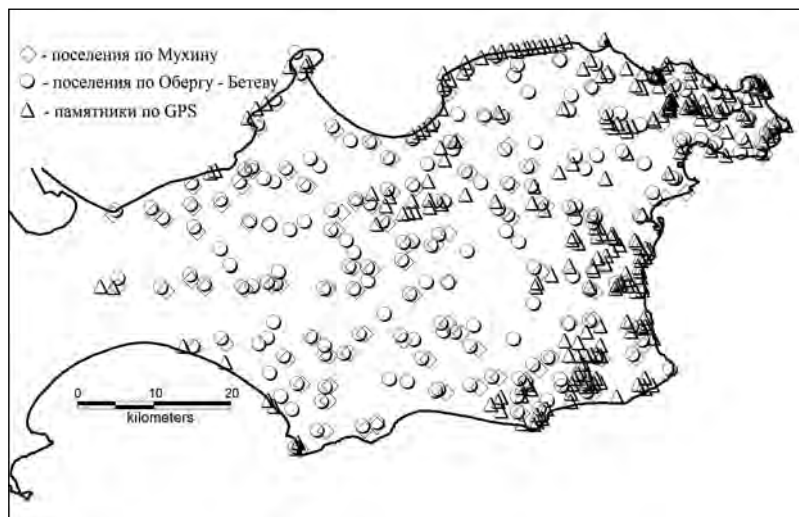 - поселения по Мухину
- поселения по Обергу - Бетеву
- памятники по GPS
0 10 20
kilometers